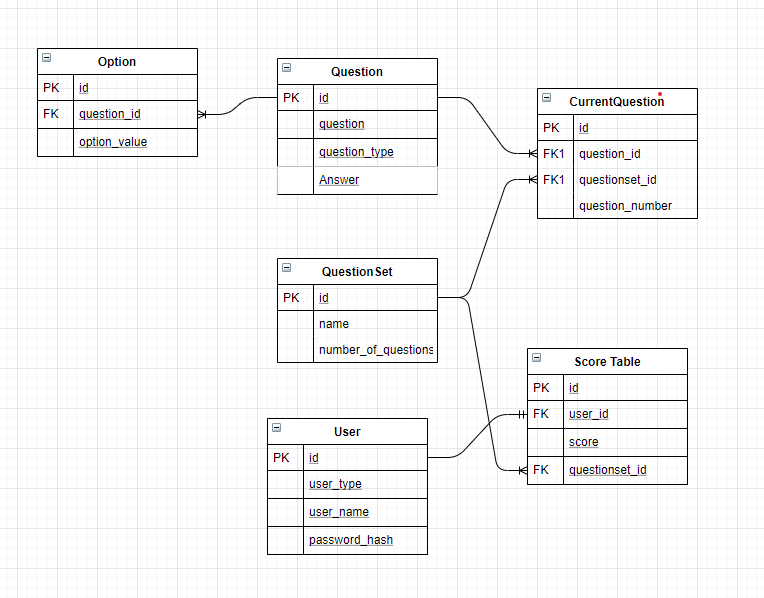 Option
PK id
FK question_id
option_value
Question
PK id
question
question_type
Answer
CurrentQuestion
PK id
FK1 question_id
FK1 questionset_id
question_number
QuestionSet
PK id
name
number_of_questions
Score Table
PK id
FK user_id
score
FK questionset_id
User
PK id
user_type
user_name
password_hash